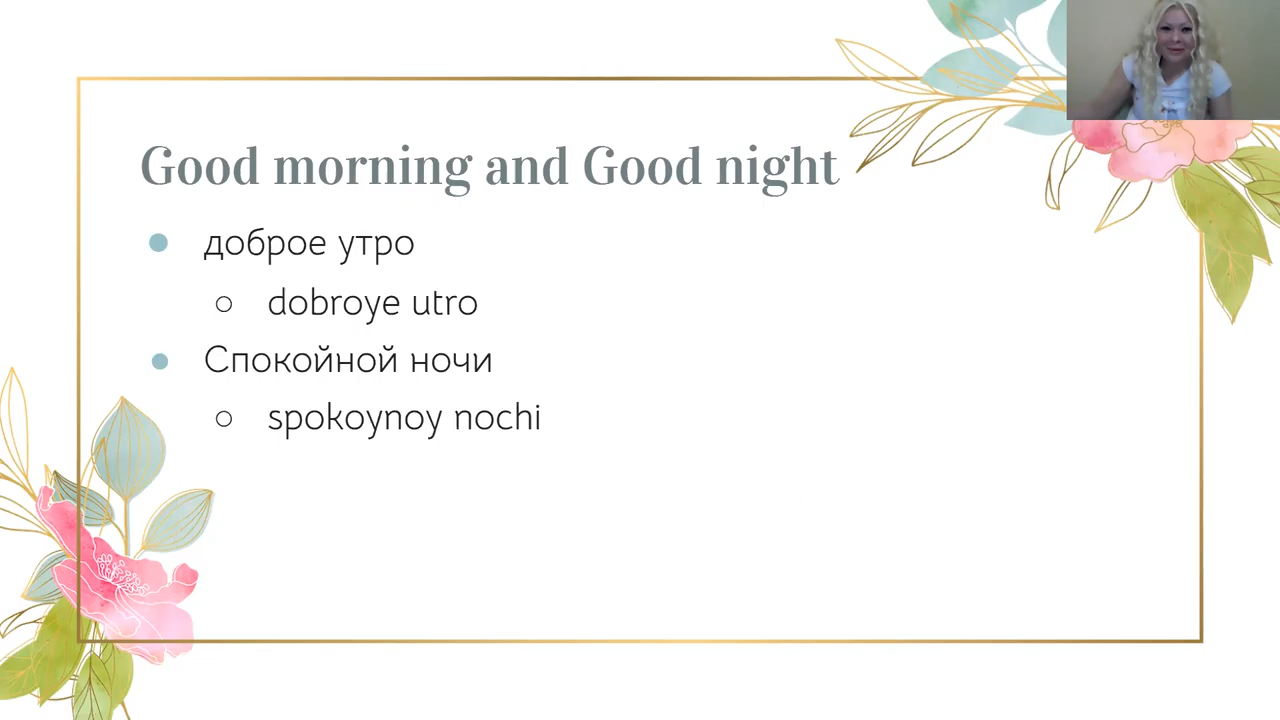 Good morning and Good night
доброе утро
dobroye utro
Спокойной ночи
spokoynoy nochi